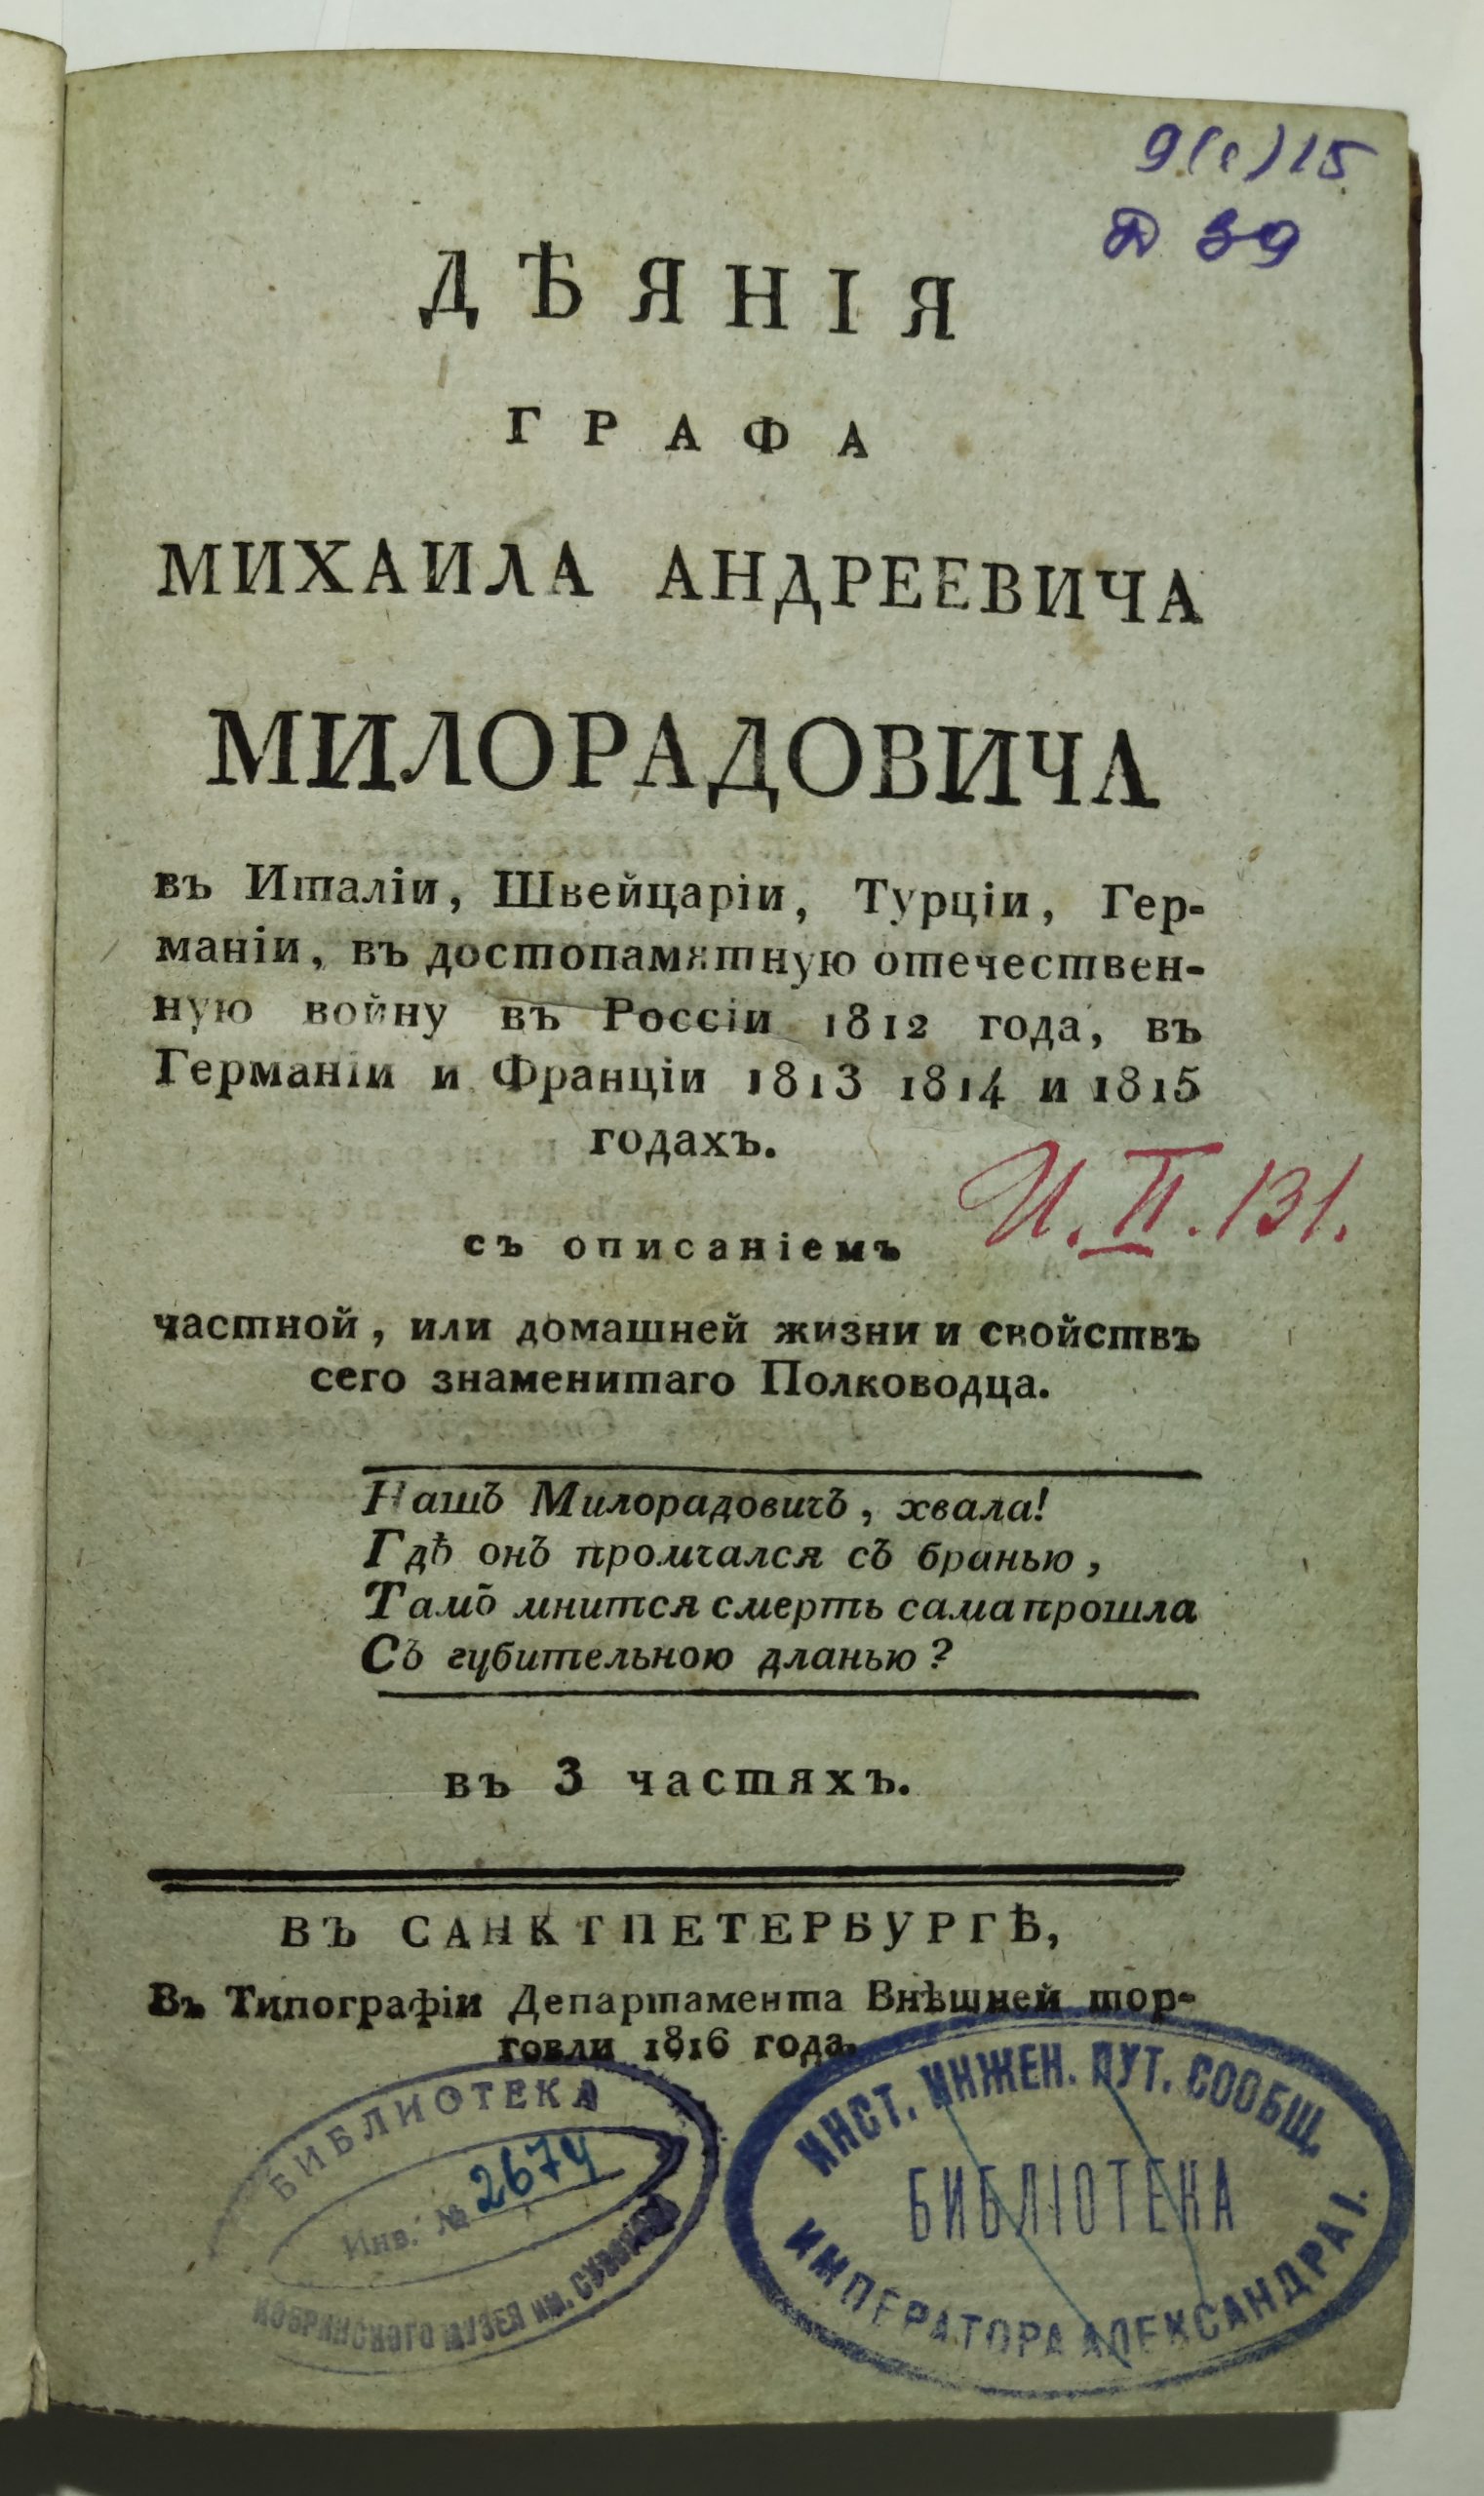 9(с)15
Д 39
ДѢЯНІЯ
ГРАФА
МИХАИЛА АНДРЕЕВИЧА
МИЛОРАДОВИЧА
въ Италіи, Швейцаріи, Турціи, Гер-
маніи, въ достопамятную отечествен-
ную войну въ Россіи 1812 года, въ
Германіи и Франціи 1813 1814 и 1815
годахъ.
И. II. 131.
съ описаніемъ
частной, или домашней жизни и свойствъ
сего знаменитаго Полководца.
Нашъ Милорадовичъ, хвала!
Гдѣ онъ промчался съ бранью,
Тамъ мнится смерть сама прошла
Съ губительною дланью?
въ 3 частяхъ.
ВЪ САНКТПЕТЕРБУРГѢ,
Въ Типографіи Департамента Внѣшней тор-
говли 1816 года.
БИБЛИОТЕКА
Инв. № 2674
КОБРИНСКОГО МУЗЕЯ ИМ. СУВОРОВА
ИНСТ. ИНЖЕН. ПУТ. СООБЩ.
БИБЛІОТЕКА
ИМПЕРАТОРА АЛЕКСАНДРА I.